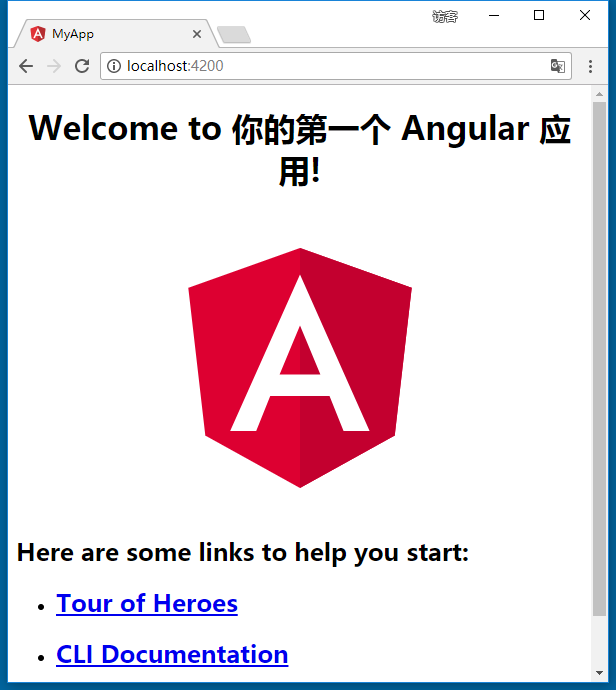 访客
MyApp
localhost:4200
Welcome to 你的第一个 Angular 应
用!
A
Here are some links to help you start:
Tour of Heroes
CLI Documentation